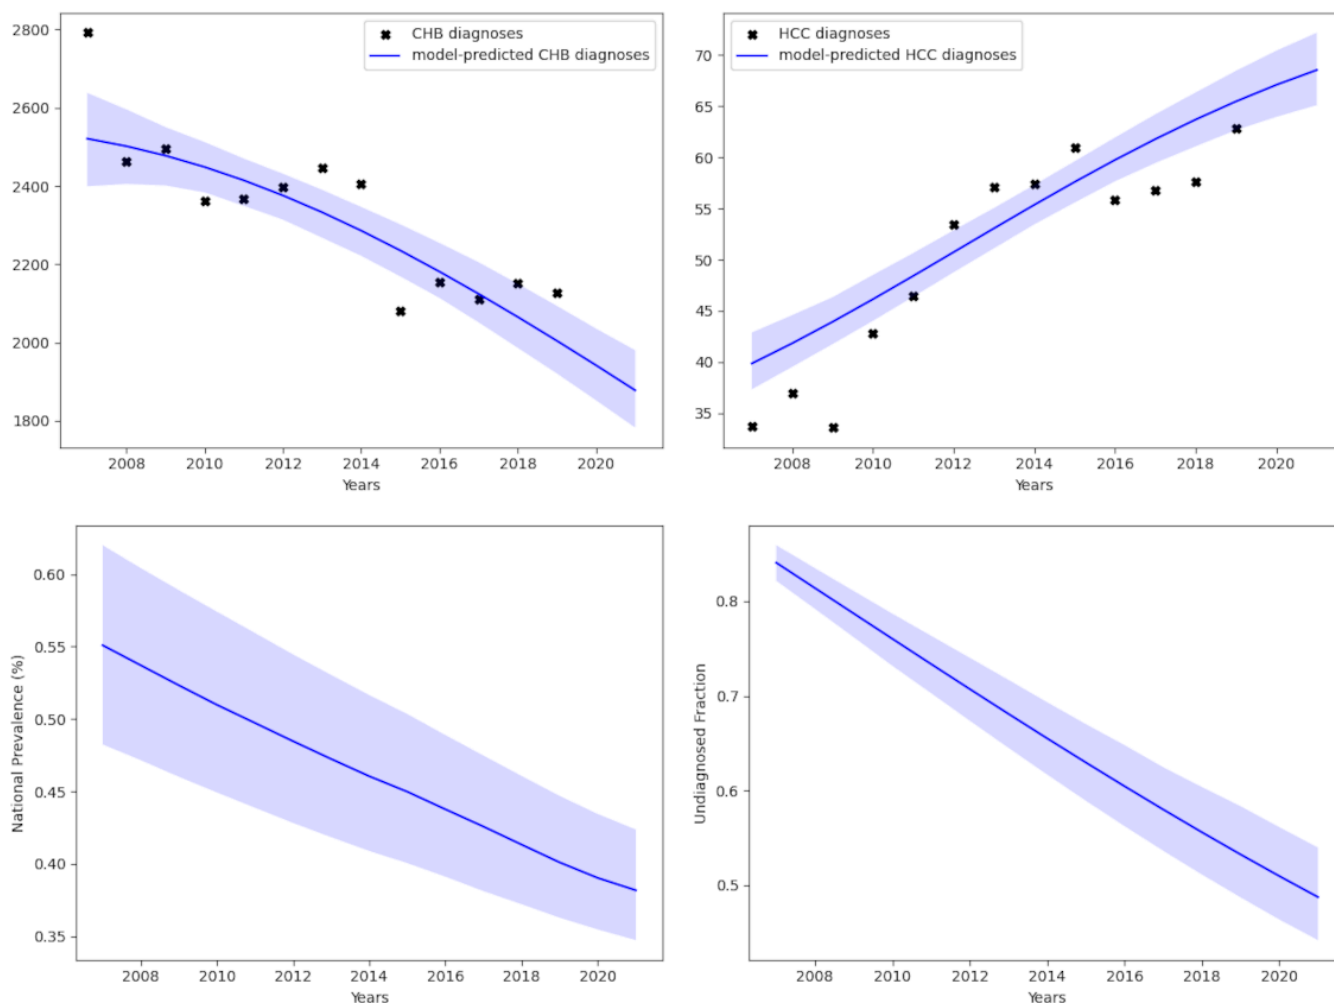 2800
2600
2400
2200
2000
1800
CHB diagnoses
model-predicted CHB diagnoses
2008 2010 2012 2014 2016 2018 2020
Years
70
65
60
55
50
45
40
35
HCC diagnoses
model-predicted HCC diagnoses
2008 2010 2012 2014 2016 2018 2020
Years
National Prevalence (%)
0.60
0.55
0.50
0.45
0.40
0.35
2008 2010 2012 2014 2016 2018 2020
Years
Undiagnosed Fraction
0.8
0.7
0.6
0.5
2008 2010 2012 2014 2016 2018 2020
Years